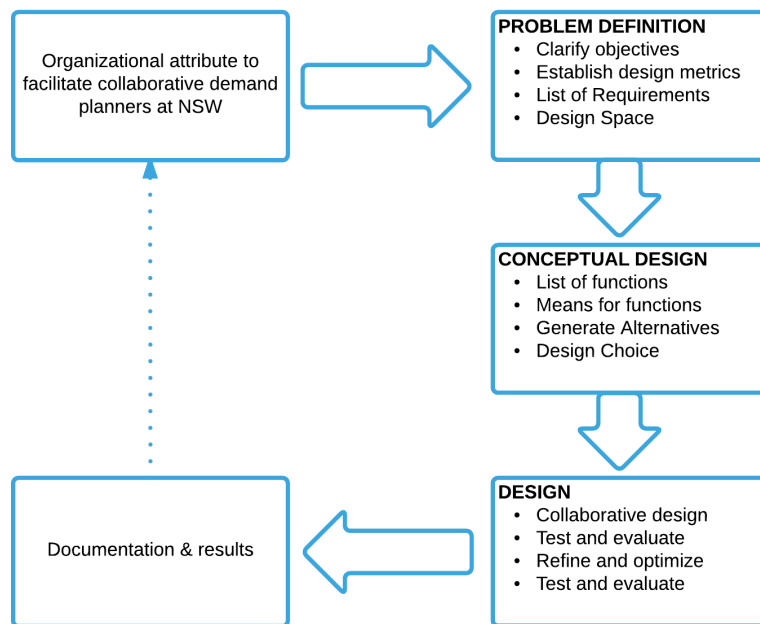 Organizational attribute to
facilitate collaborative demand
planners at NSW
PROBLEM DEFINITION
• Clarify objectives
• Establish design metrics
• List of Requirements
• Design Space
CONCEPTUAL DESIGN
• List of functions
• Means for functions
• Generate Alternatives
• Design Choice
DESIGN
• Collaborative design
• Test and evaluate
• Refine and optimize
• Test and evaluate
Documentation & results